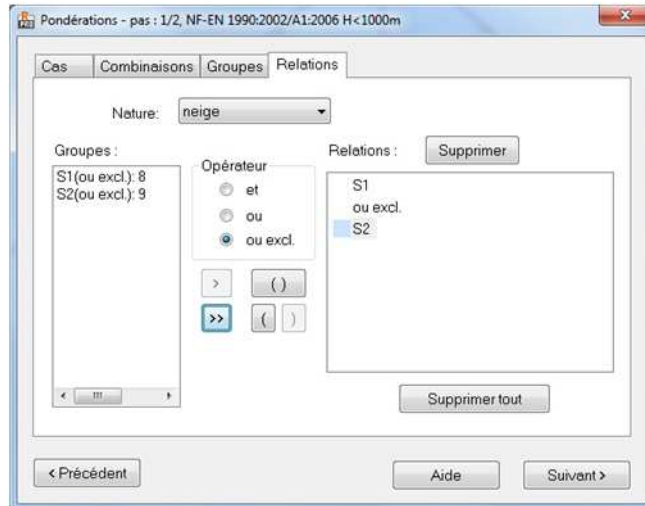 Pondérations - pas : 1/2, NF-EN 1990:2002/A1:2006 H<1000m
Cas Combinaisons Groupes Relations
Nature: neige
Groupes :
S1(ou excl.): 8
S2(ou excl.): 9
Opérateur
et
ou
ou excl.
> ( )
>> ( )
Relations : Supprimer
S1
ou excl.
S2
Supprimer tout
< Précédent Aide Suivant >